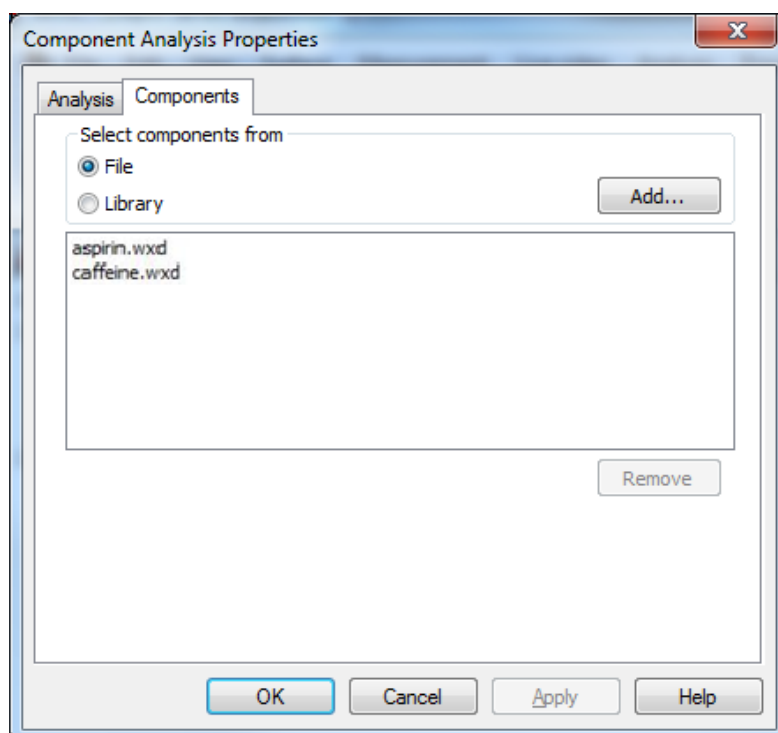 Component Analysis Properties
Analysis Components
Select components from
File
Library
Add...
aspirin.wxd
caffeine.wxd
Remove
OK Cancel Apply Help